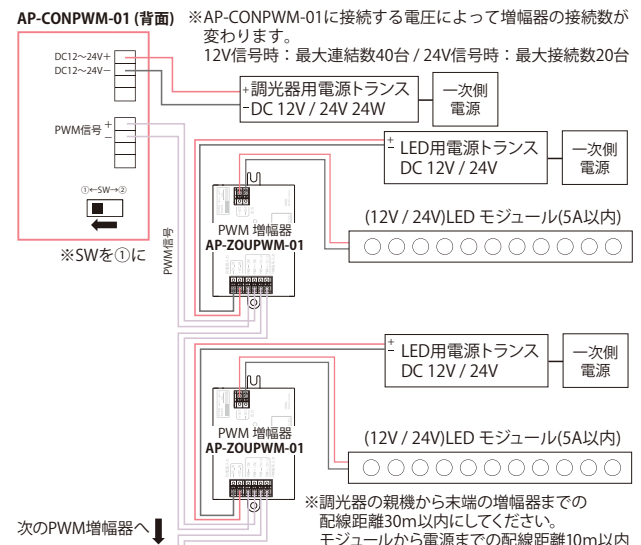 AP-CONPWM-01 (背面)
※AP-CONPWM-01に接続する電圧によって増幅器の接続数が
変わります。
12V信号時：最大連結数40台 / 24V信号時：最大接続数20台
DC12～24V+
DC12～24V−
+調光器用電源トランス
−DC 12V / 24V 24W
一次側
電源
PWM信号 +
−
+
− LED用電源トランス
DC 12V / 24V
一次側
電源
①←SW→②
※SWを①に
PWM信号
PWM 増幅器
AP-ZOUPWM-01
(12V / 24V)LED モジュール(5A以内)
+
− LED用電源トランス
DC 12V / 24V
一次側
電源
PWM 増幅器
AP-ZOUPWM-01
(12V / 24V)LED モジュール(5A以内)
※調光器の親機から末端の増幅器までの
配線距離30m以内にしてください。
モジュールから電源までの配線距離10m以内
次のPWM増幅器へ